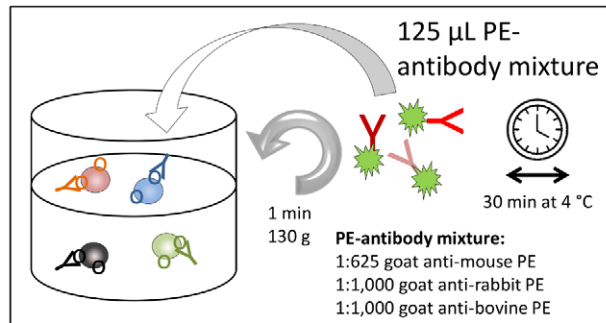 125 µL PE-
antibody mixture
1 min
130 g
30 min at 4 °C
PE-antibody mixture:
1:625 goat anti-mouse PE
1:1,000 goat anti-rabbit PE
1:1,000 goat anti-bovine PE